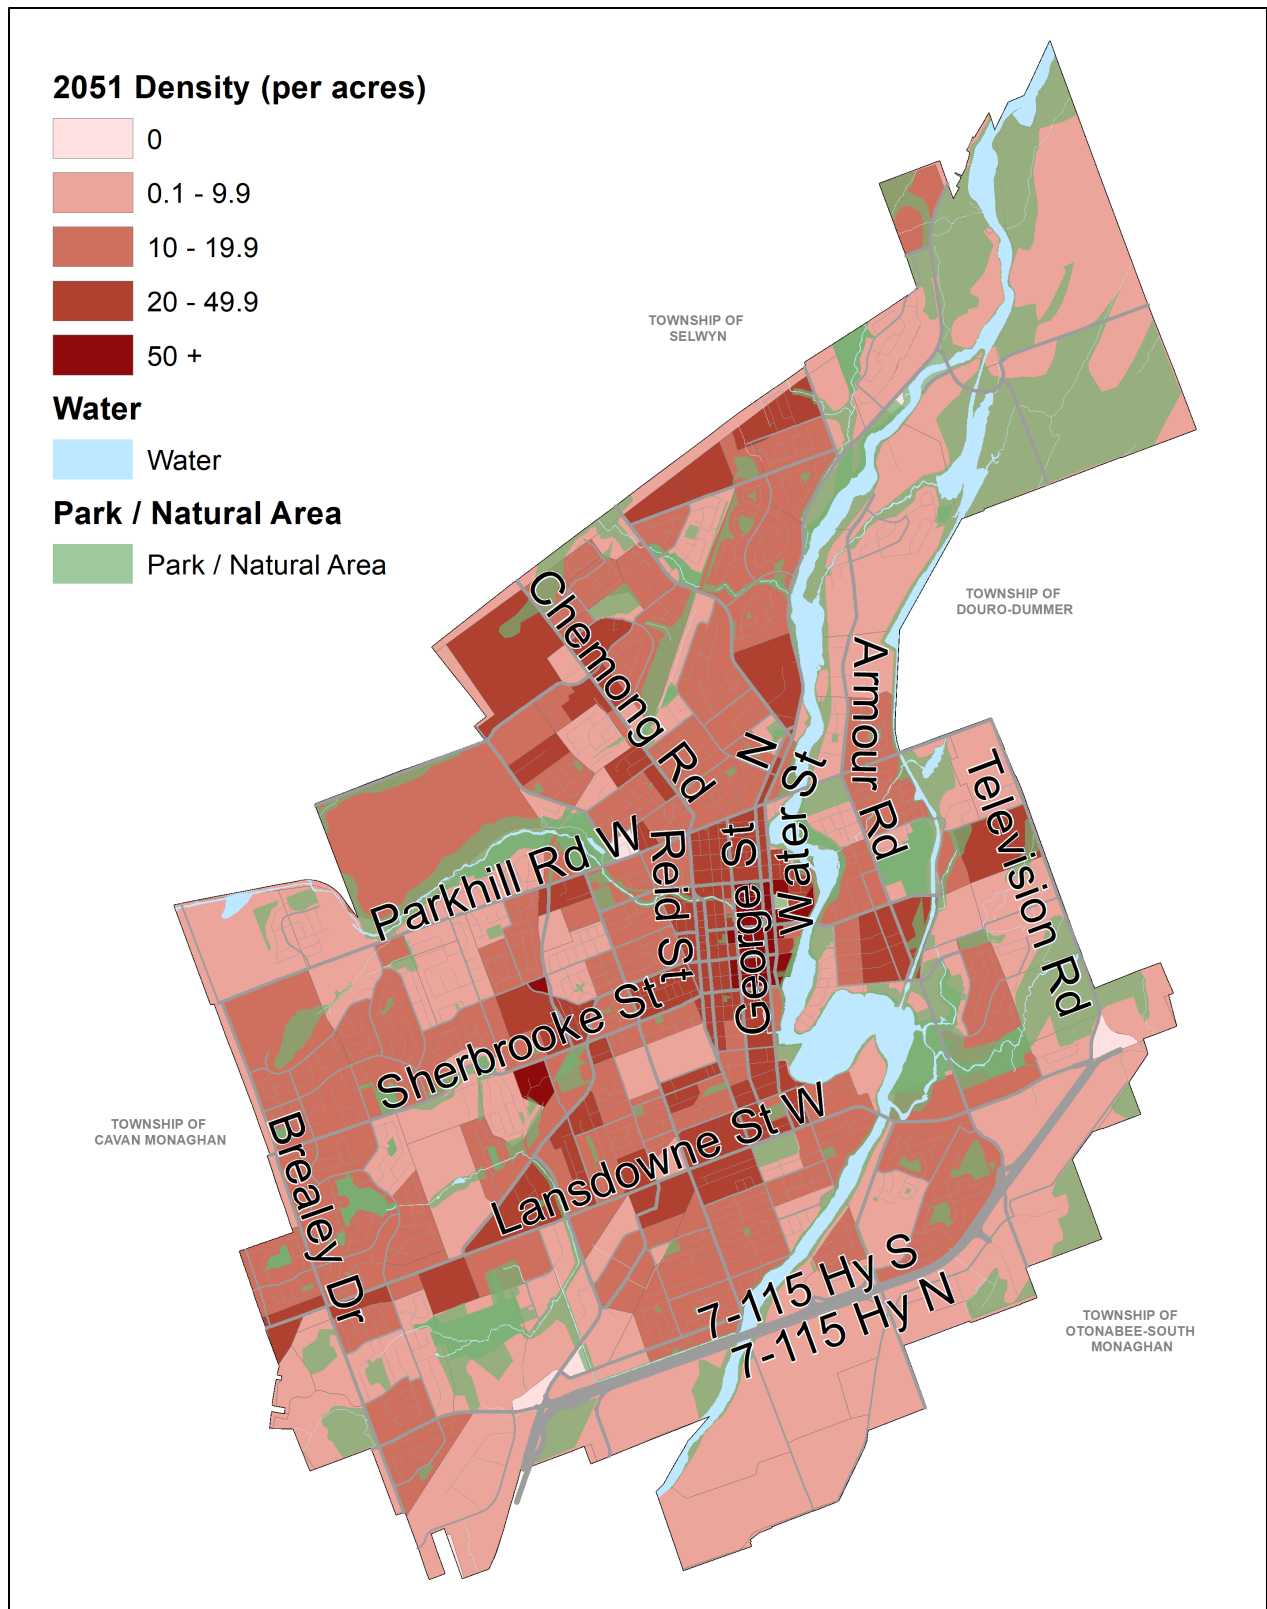 2051 Density (per acres)
0
0.1 - 9.9
10 - 19.9
20 - 49.9
50 +
Water
Water
Park / Natural Area
Park / Natural Area
TOWNSHIP OF
SELWYN
TOWNSHIP OF
DOURO-DUMMER
Chemong Rd
Armour Rd
Television Rd
Water St N
George St
Reid St
Parkhill Rd W
Sherbrooke St
Lansdowne St W
Brealey Dr
TOWNSHIP OF
CAVAN MONAGHAN
7-115 Hy S
7-115 Hy N
TOWNSHIP OF
OTONABEE-SOUTH
MONAGHAN